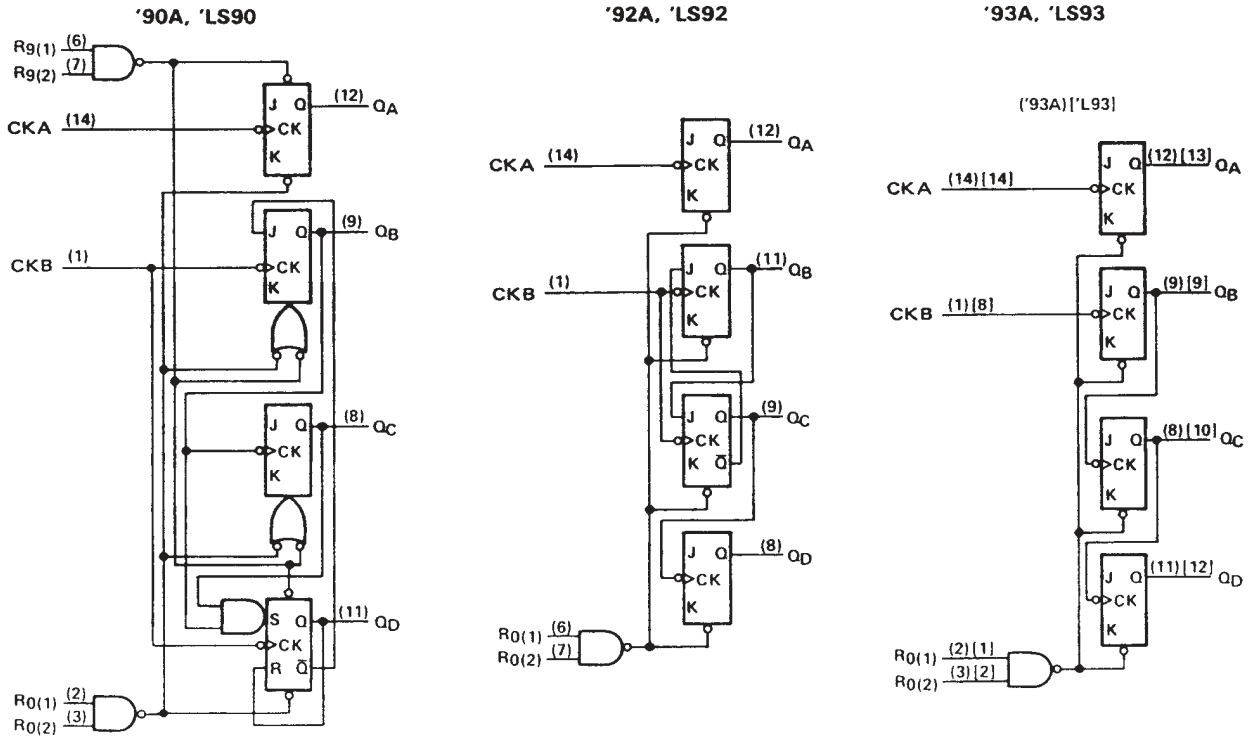 '90A, 'LS90
R9(1) (6)
R9(2) (7)
J Q (12) QA
CKA (14) CK
K
J Q (9) QB
CKB (1) CK
K
J Q (8) QC
CK
K
S Q (11) QD
CK
R Q̄
R0(1) (2)
R0(2) (3)
'92A, 'LS92
J Q (12) QA
CKA (14) CK
K
J Q (11) QB
CKB (1) CK
K
J Q (9) QC
CK
K Q̄
J Q (8) QD
CK
K
R0(1) (6)
R0(2) (7)
'93A, 'LS93
('93A) ['L93]
J Q (12) [13] QA
CKA (14) [14] CK
K
J Q (9) [9] QB
CKB (1) [8] CK
K
J Q (8) [10] QC
CK
K
J Q (11) [12] QD
CK
K
R0(1) (2) [1]
R0(2) (3) [2]